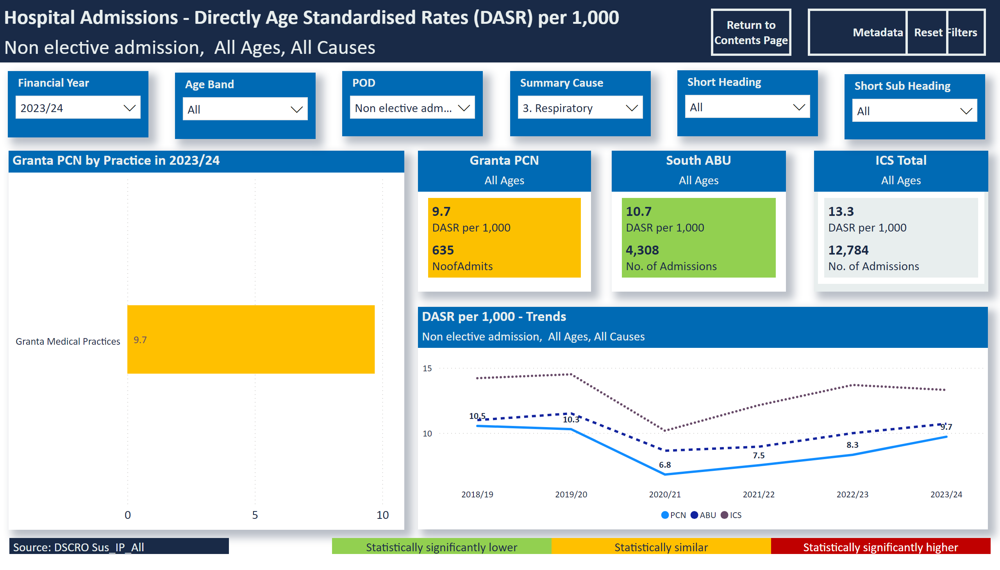 Hospital Admissions - Directly Age Standardised Rates (DASR) per 1,000
Non elective admission,  All Ages, All Causes
Return to
Contents Page
Metadata
Reset Filters
Financial Year
2023/24
Age Band
All
POD
Non elective adm...
Summary Cause
3. Respiratory
Short Heading
All
Short Sub Heading
All
Granta PCN by Practice in 2023/24
Granta Medical Practices
9.7
0
5
10
Granta PCN
All Ages
9.7
DASR per 1,000
635
NoofAdmits
South ABU
All Ages
10.7
DASR per 1,000
4,308
No. of Admissions
ICS Total
All Ages
13.3
DASR per 1,000
12,784
No. of Admissions
DASR per 1,000 - Trends
Non elective admission,  All Ages, All Causes
15
10
10.5
10.3
6.8
7.5
8.3
9.7
2018/19
2019/20
2020/21
2021/22
2022/23
2023/24
PCN
ABU
ICS
Source: DSCRO Sus_IP_All
Statistically significantly lower
Statistically similar
Statistically significantly higher